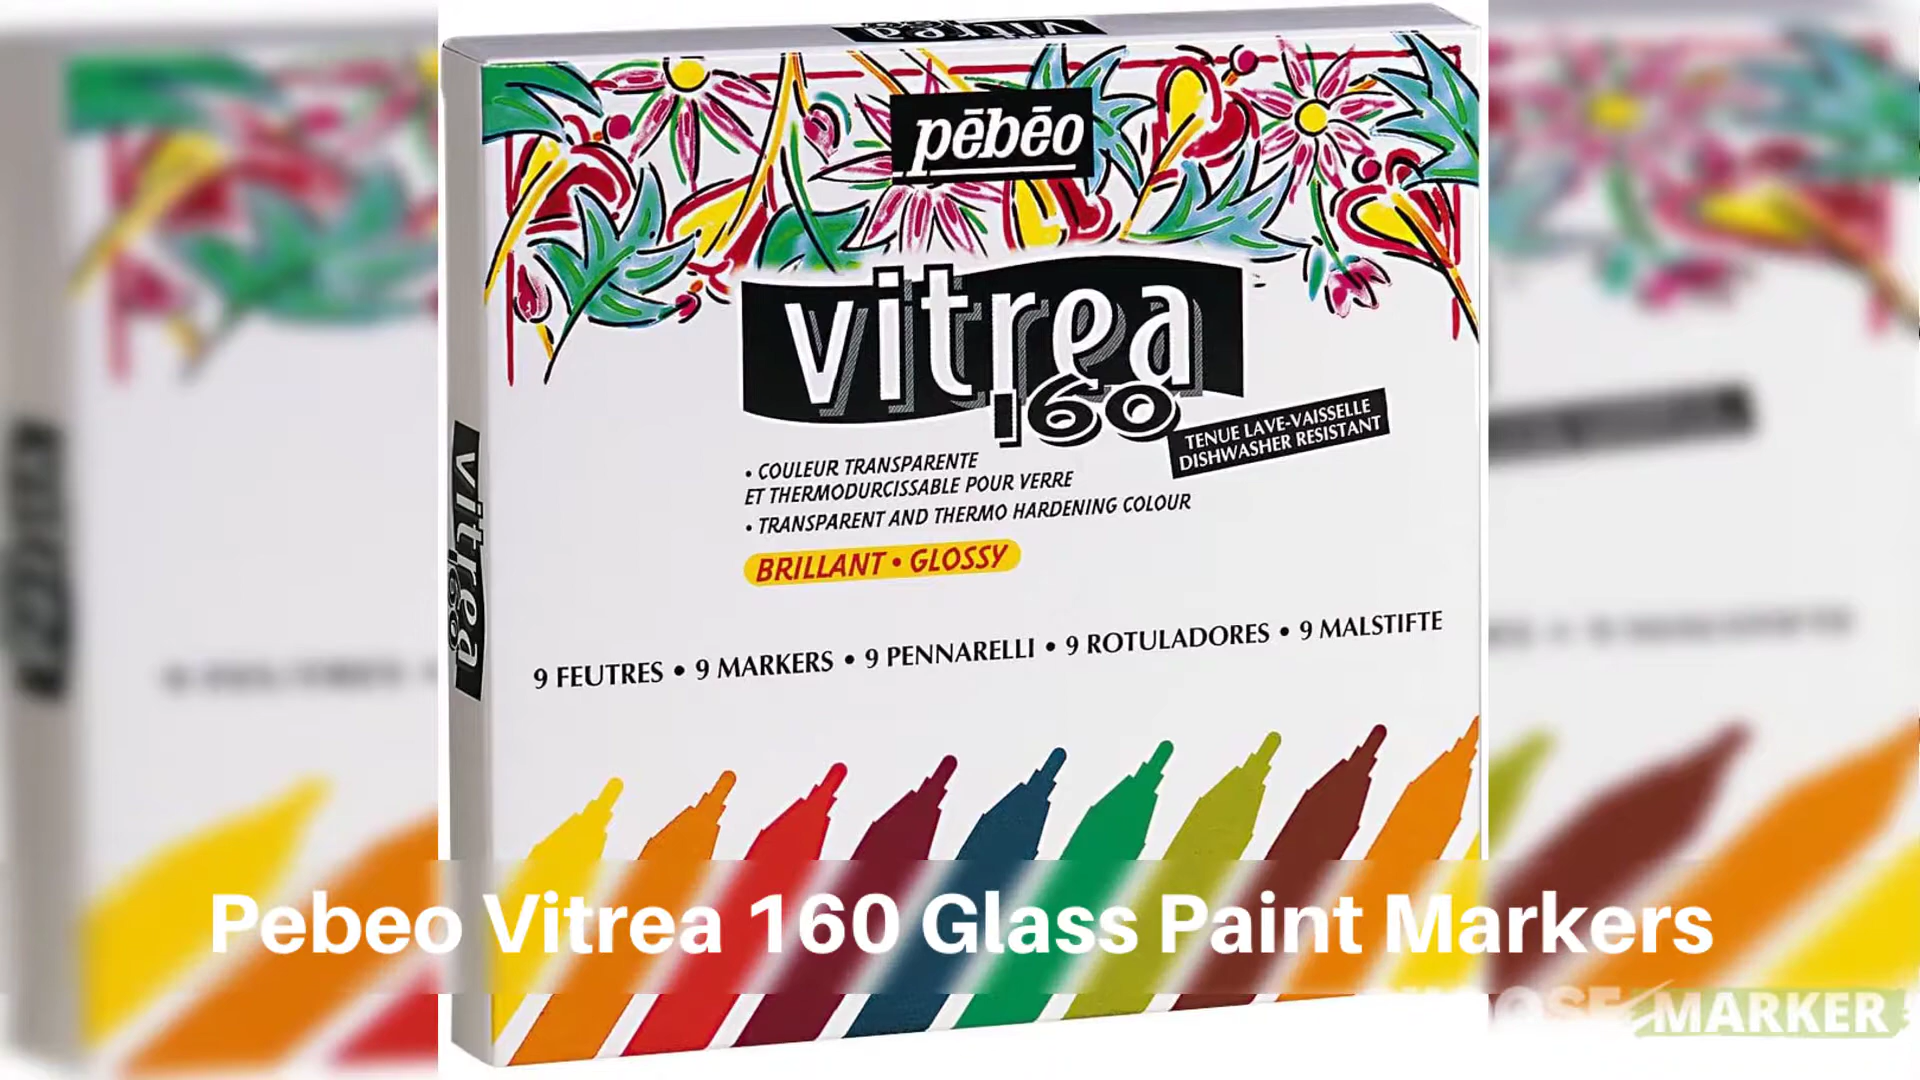 vitrea
160
pēbēo
vitrea
160
TENUE LAVE-VAISSELLE
DISHWASHER RESISTANT
• COULEUR TRANSPARENTE
ET THERMODURCISSABLE POUR VERRE
• TRANSPARENT AND THERMO HARDENING COLOUR
BRILLANT • GLOSSY
vitrea
160
9 FEUTRES • 9 MARKERS • 9 PENNARELLI • 9 ROTULADORES • 9 MALSTIFTE
Pebeo Vitrea 160 Glass Paint Markers
MARKER